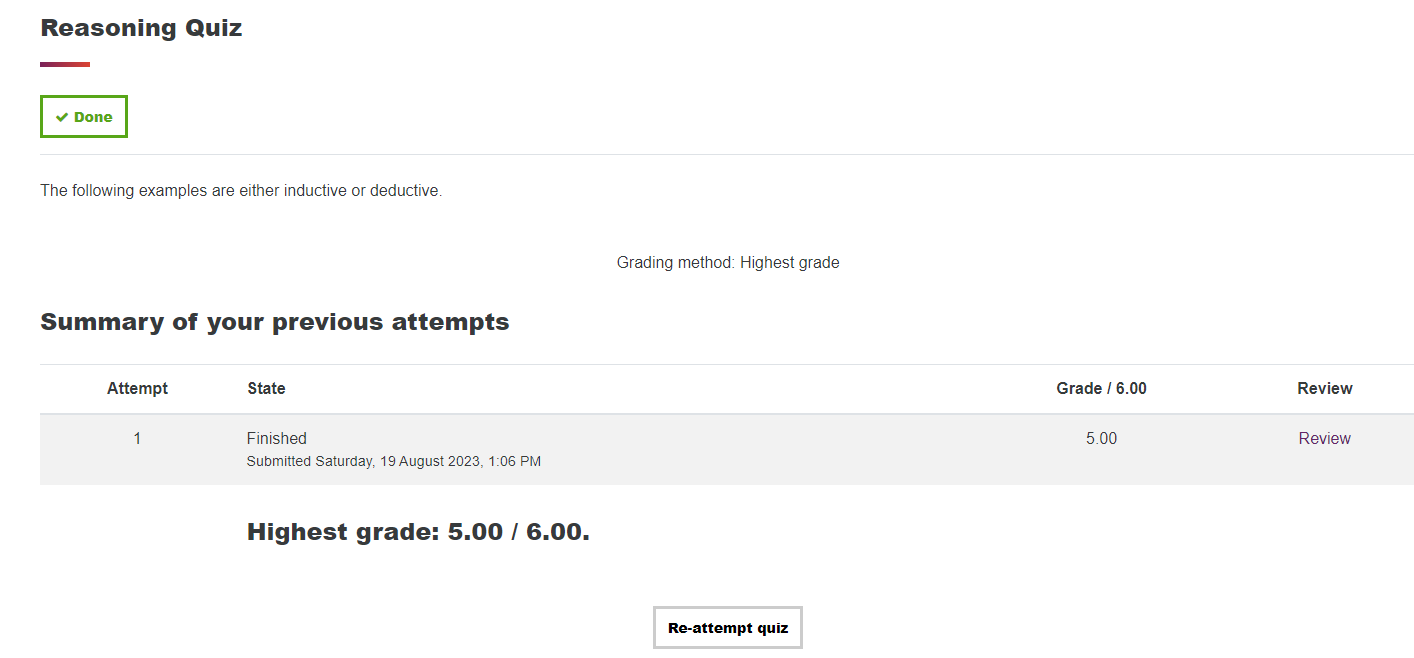 Reasoning Quiz
✓ Done
The following examples are either inductive or deductive.
Grading method: Highest grade
Summary of your previous attempts
Attempt State Grade / 6.00 Review
1 Finished 5.00 Review
Submitted Saturday, 19 August 2023, 1:06 PM
Highest grade: 5.00 / 6.00.
Re-attempt quiz